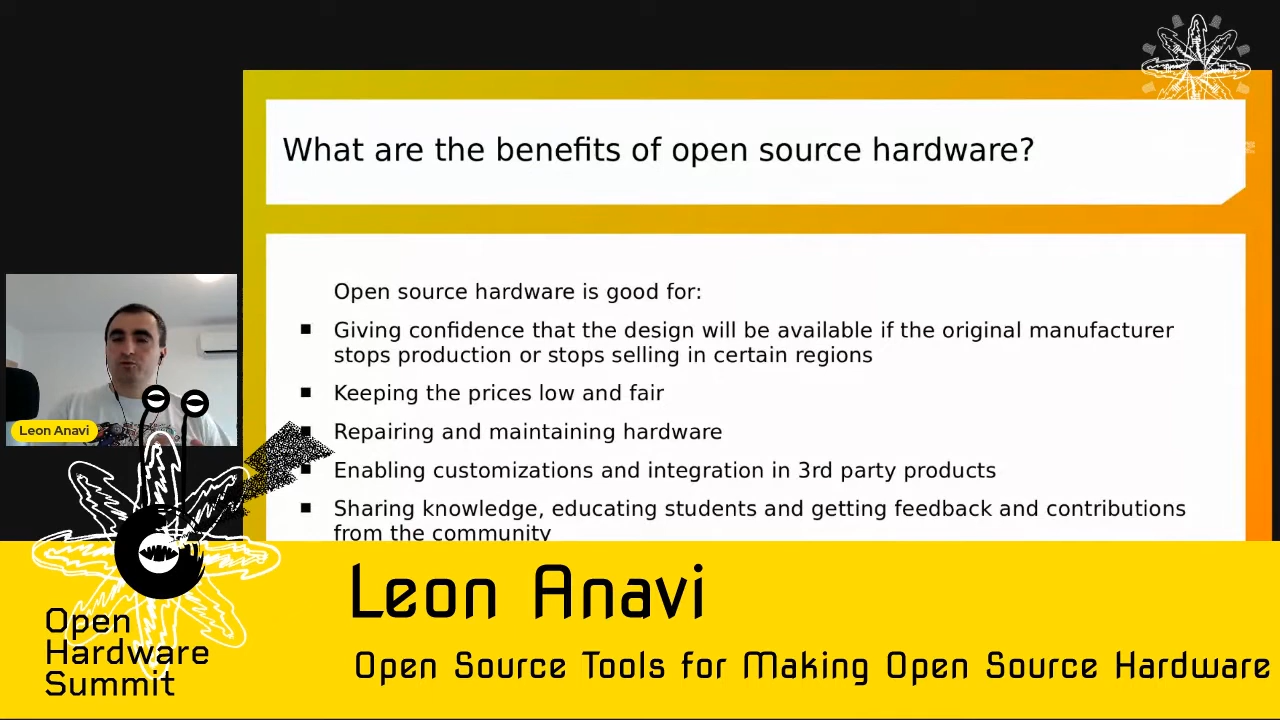 What are the benefits of open source hardware?
Open source hardware is good for:
Giving confidence that the design will be available if the original manufacturer
stops production or stops selling in certain regions
Keeping the prices low and fair
Repairing and maintaining hardware
Enabling customizations and integration in 3rd party products
Sharing knowledge, educating students and getting feedback and contributions
from the community
Leon Anavi
Leon Anavi
Open Source Tools for Making Open Source Hardware
Open
Hardware
Summit